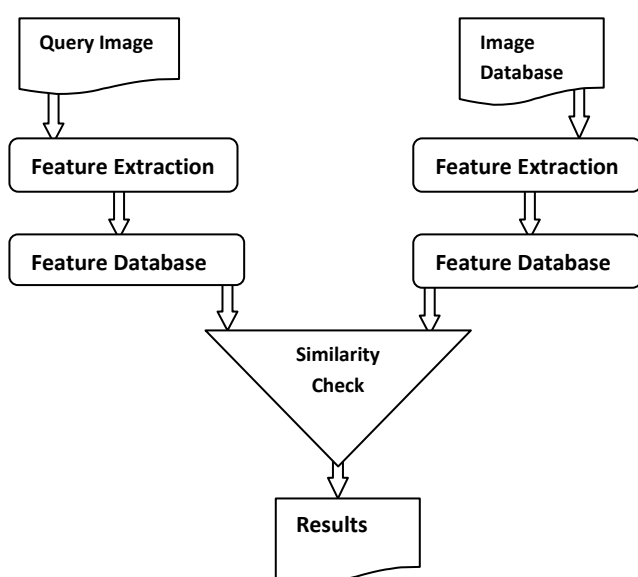 Query Image
Image
Database
Feature Extraction
Feature Extraction
Feature Database
Feature Database
Similarity
Check
Results